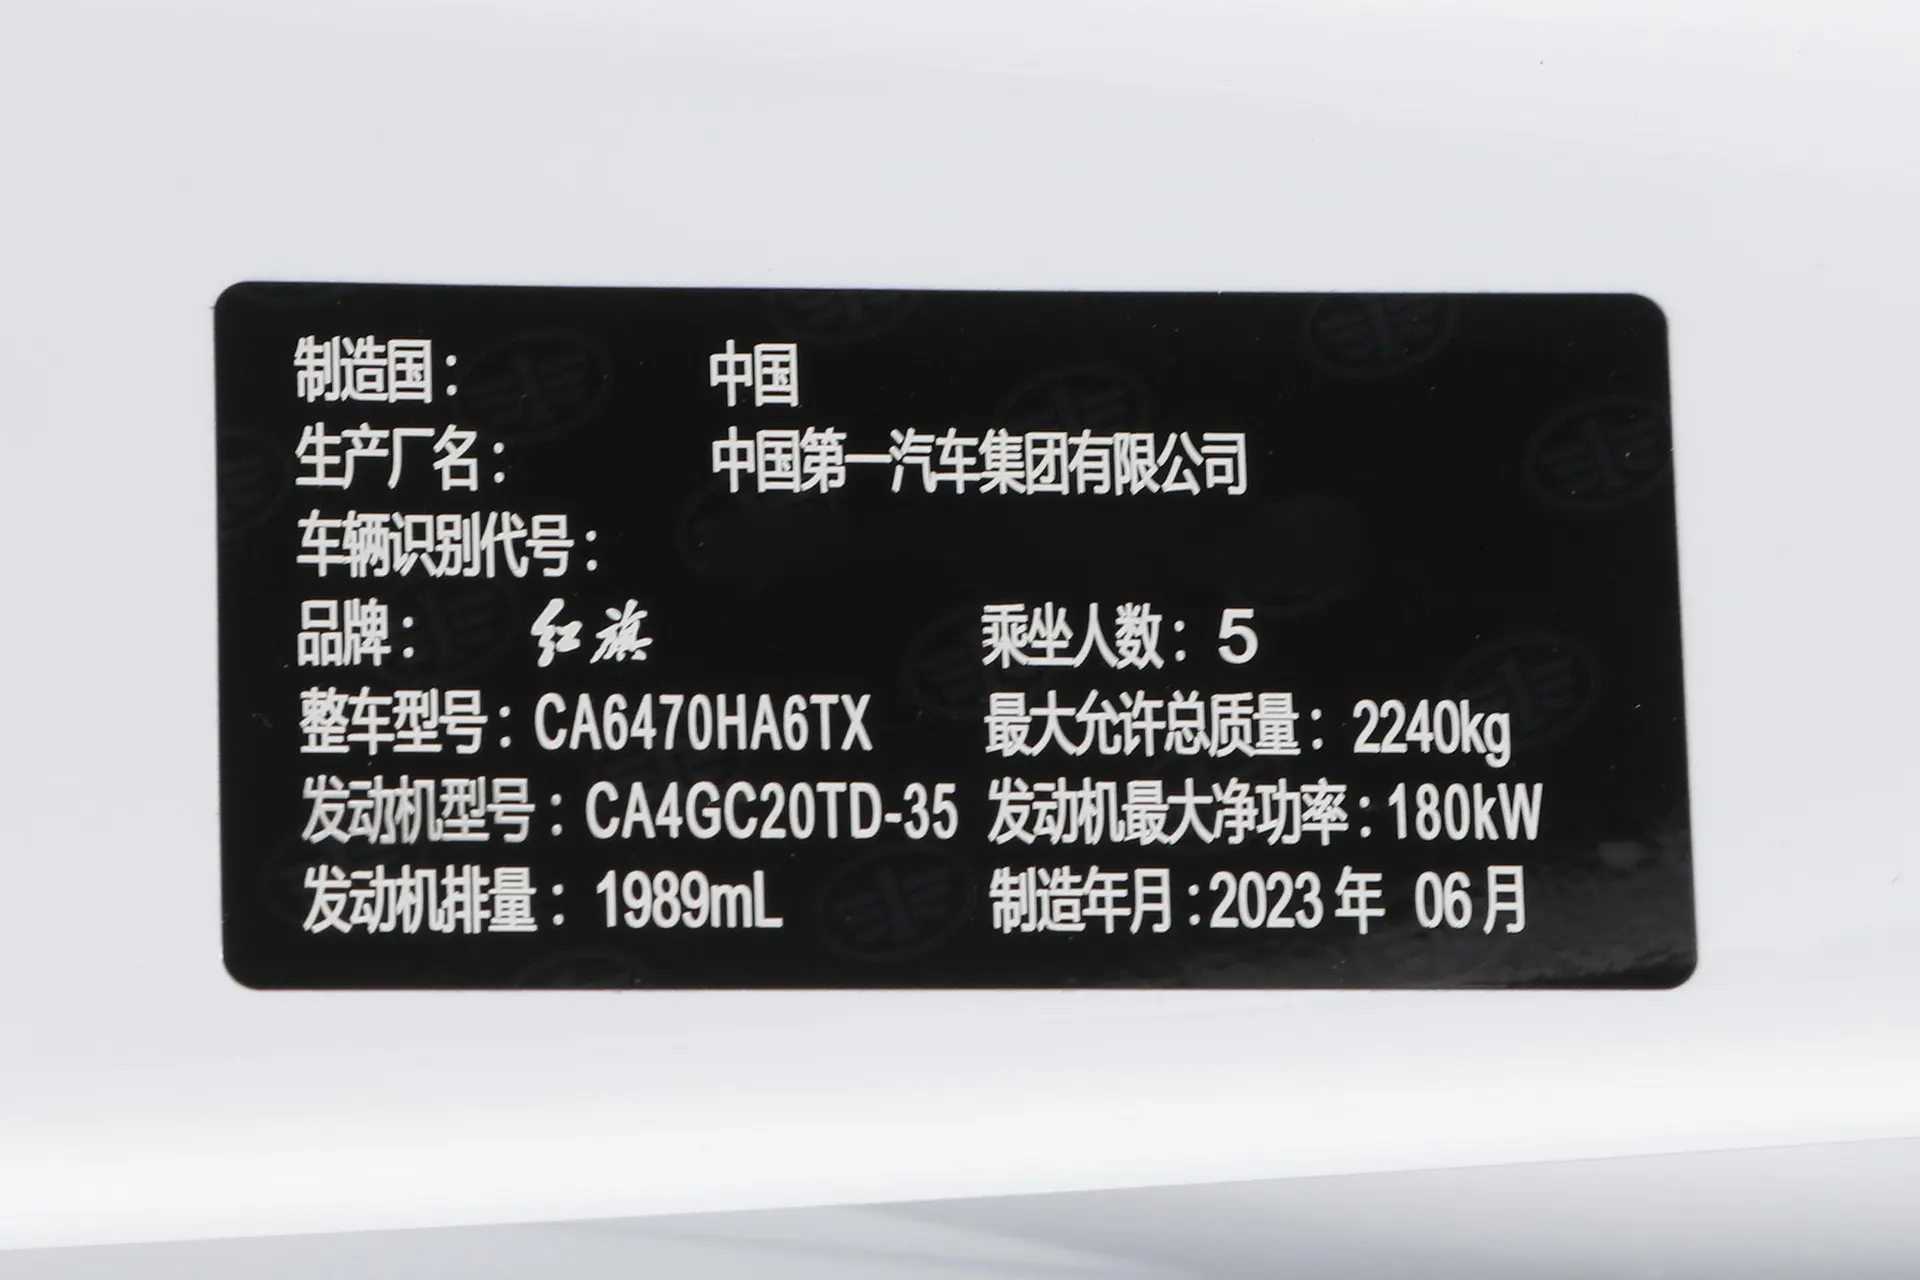 制造国: 中国
生产厂名: 中国第一汽车集团有限公司
车辆识别代号:
品牌: 红旗 乘坐人数: 5
整车型号: CA6470HA6TX 最大允许总质量: 2240kg
发动机型号: CA4GC20TD-35 发动机最大净功率: 180kW
发动机排量: 1989mL 制造年月: 2023年 06月